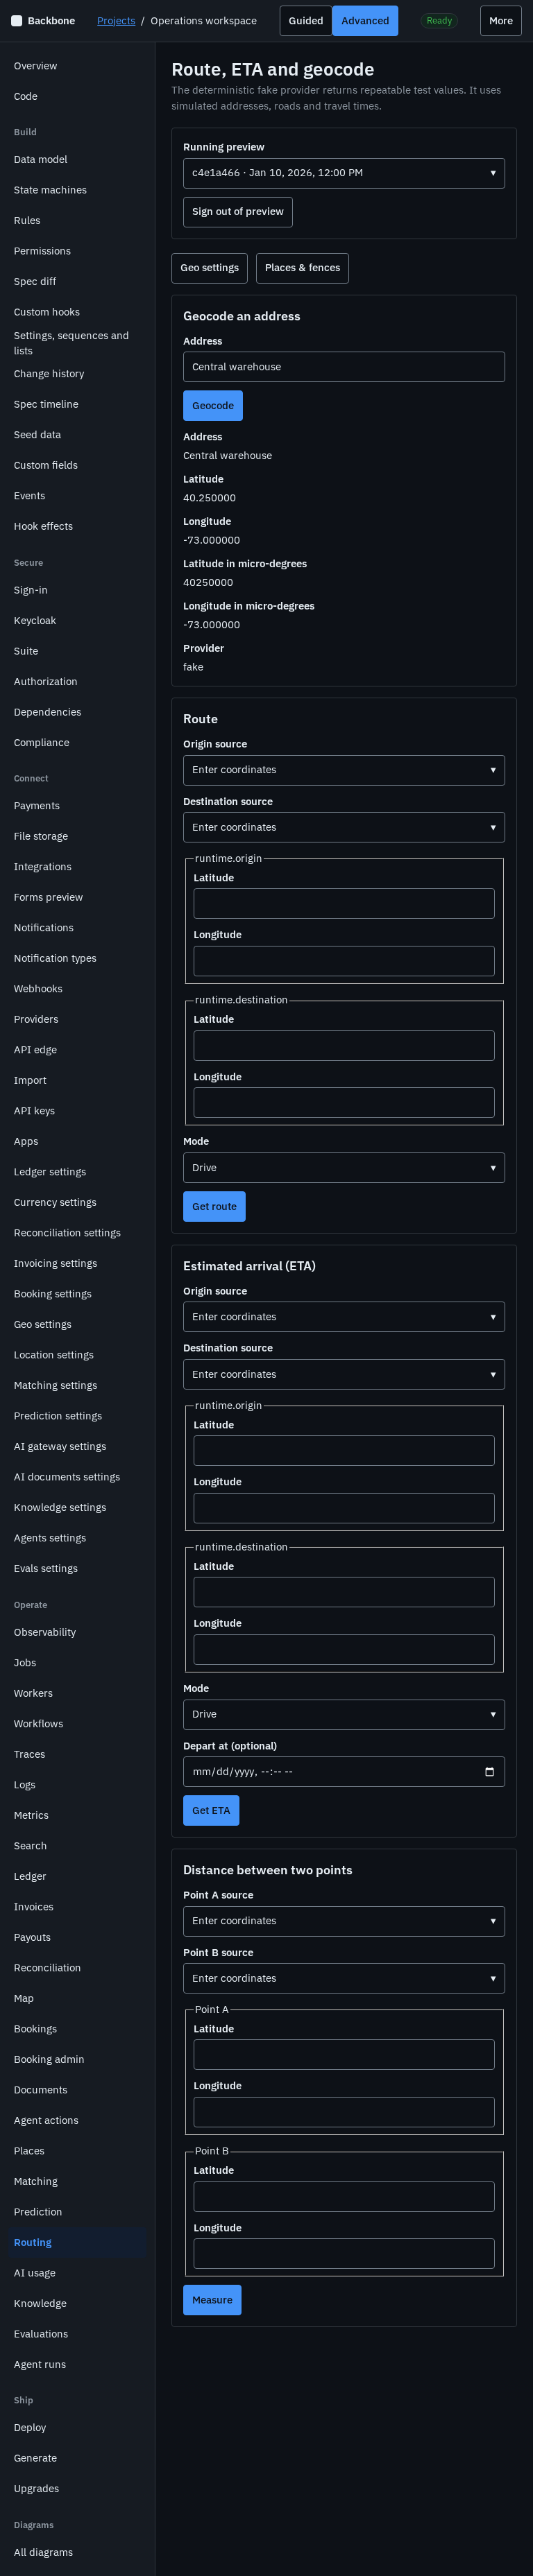 Backbone
Projects / Operations workspace
Guided
Advanced
Ready
More
Overview
Code
Build
Data model
State machines
Rules
Permissions
Spec diff
Custom hooks
Settings, sequences and
lists
Change history
Spec timeline
Seed data
Custom fields
Events
Hook effects
Secure
Sign-in
Keycloak
Suite
Authorization
Dependencies
Compliance
Connect
Payments
File storage
Integrations
Forms preview
Notifications
Notification types
Webhooks
Providers
API edge
Import
API keys
Apps
Ledger settings
Currency settings
Reconciliation settings
Invoicing settings
Booking settings
Geo settings
Location settings
Matching settings
Prediction settings
AI gateway settings
AI documents settings
Knowledge settings
Agents settings
Evals settings
Operate
Observability
Jobs
Workers
Workflows
Traces
Logs
Metrics
Search
Ledger
Invoices
Payouts
Reconciliation
Map
Bookings
Booking admin
Documents
Agent actions
Places
Matching
Prediction
Routing
AI usage
Knowledge
Evaluations
Agent runs
Ship
Deploy
Generate
Upgrades
Diagrams
All diagrams
Route, ETA and geocode
The deterministic fake provider returns repeatable test values. It uses
simulated addresses, roads and travel times.
Running preview
c4e1a466 · Jan 10, 2026, 12:00 PM
Sign out of preview
Geo settings
Places & fences
Geocode an address
Address
Central warehouse
Geocode
Address
Central warehouse
Latitude
40.250000
Longitude
-73.000000
Latitude in micro-degrees
40250000
Longitude in micro-degrees
-73.000000
Provider
fake
Route
Origin source
Enter coordinates
Destination source
Enter coordinates
runtime.origin
Latitude
Longitude
runtime.destination
Latitude
Longitude
Mode
Drive
Get route
Estimated arrival (ETA)
Origin source
Enter coordinates
Destination source
Enter coordinates
runtime.origin
Latitude
Longitude
runtime.destination
Latitude
Longitude
Mode
Drive
Depart at (optional)
mm/dd/yyyy, --:-- --
Get ETA
Distance between two points
Point A source
Enter coordinates
Point B source
Enter coordinates
Point A
Latitude
Longitude
Point B
Latitude
Longitude
Measure